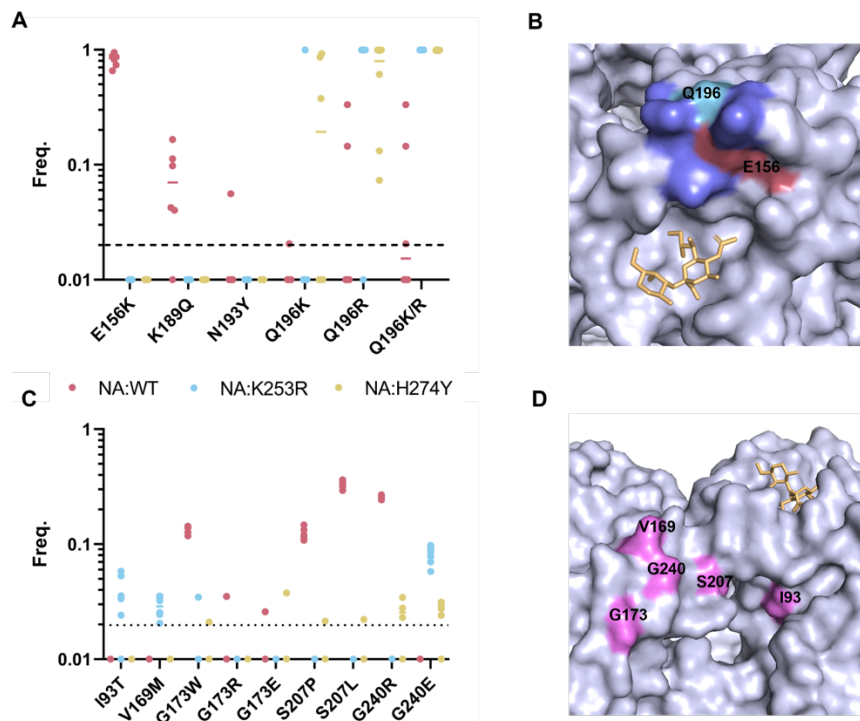 A
1
0.1
0.01
Freq.
E156K
K189Q
N193Y
Q196K
Q196R
Q196K/R
B
Q196
E156
NA:WT
NA:K253R
NA:H274Y
C
1
0.1
0.01
Freq.
I93T
V169M
G173W
G173R
G173E
S207P
S207L
G240R
G240E
D
V169
G240
S207
I93
G173